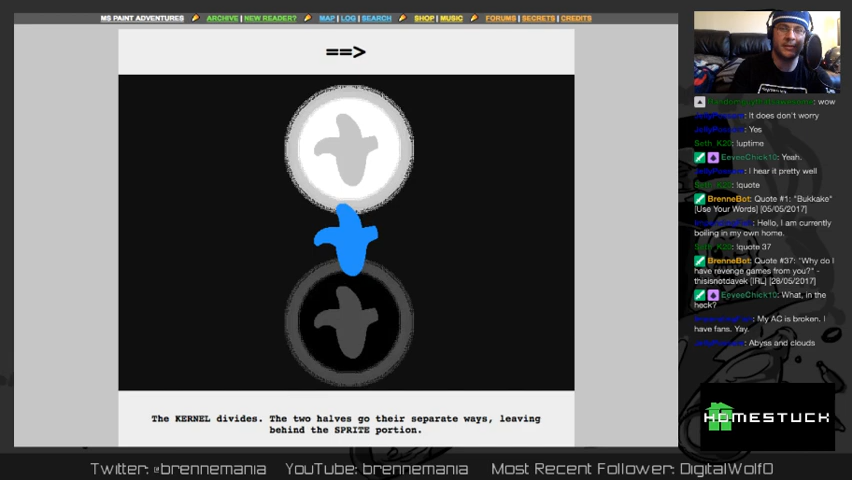 MS PAINT ADVENTURES ARCHIVE | NEW READER? MAP | LOG | SEARCH SHOP | MUSIC FORUMS | SECRETS | CREDITS
==>
The KERNEL divides. The two halves go their separate ways, leaving
behind the SPRITE portion.
wow
It does don't worry
Yes
Seth_K20: !uptime
EeveeChick10: Yeah.
I hear it pretty well
Seth_K20: !quote
BrenneBot: Quote #1: "Bukkake"
[Use Your Words] [05/05/2017]
Hello, I am currently
boiling in my own home.
Seth_K20: !quote 37
BrenneBot: Quote #37: "Why do I
have revenge games from you?" -
thisisnotdavek [IRL] [28/05/2017]
EeveeChick10: What, in the
heck?
My AC is broken. I
have fans. Yay.
Abyss and clouds
HOMESTUCK
Twitter: @brennemania YouTube: brennemania Most Recent Follower: DigitalWolf0